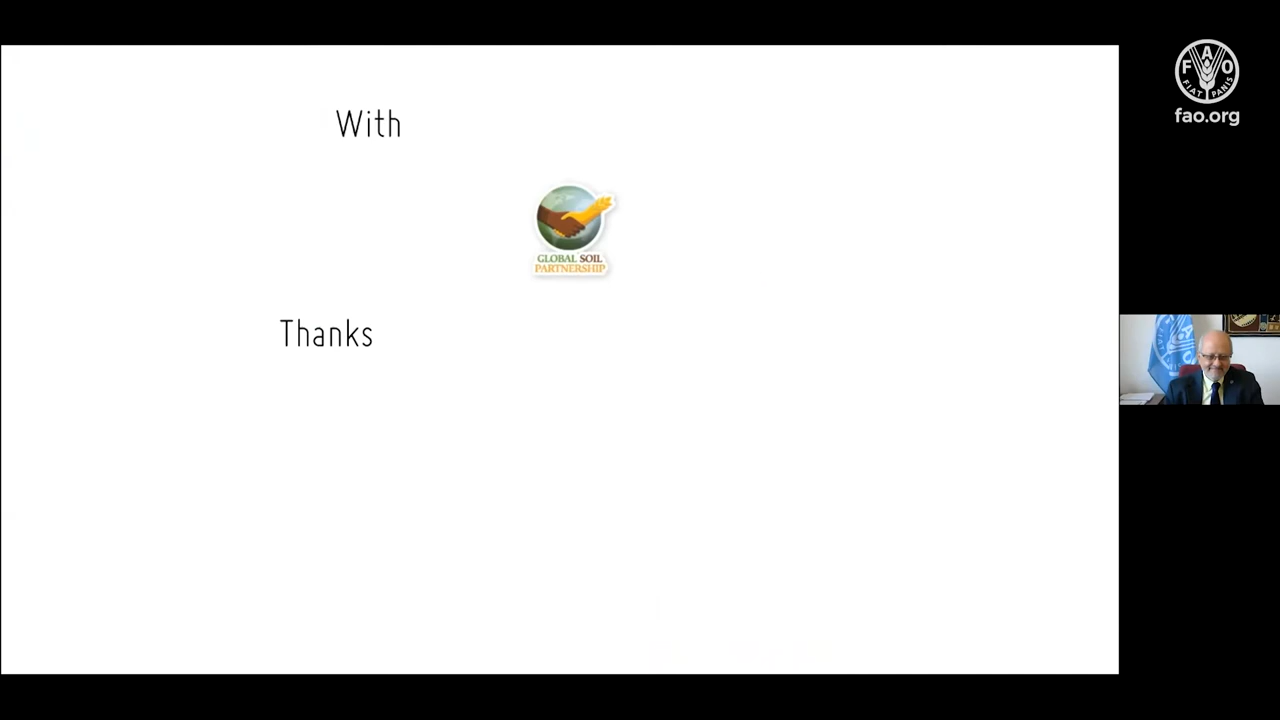 With
GLOBAL SOIL
PARTNERSHIP
Thanks
F A O
FIAT PANIS
fao.org